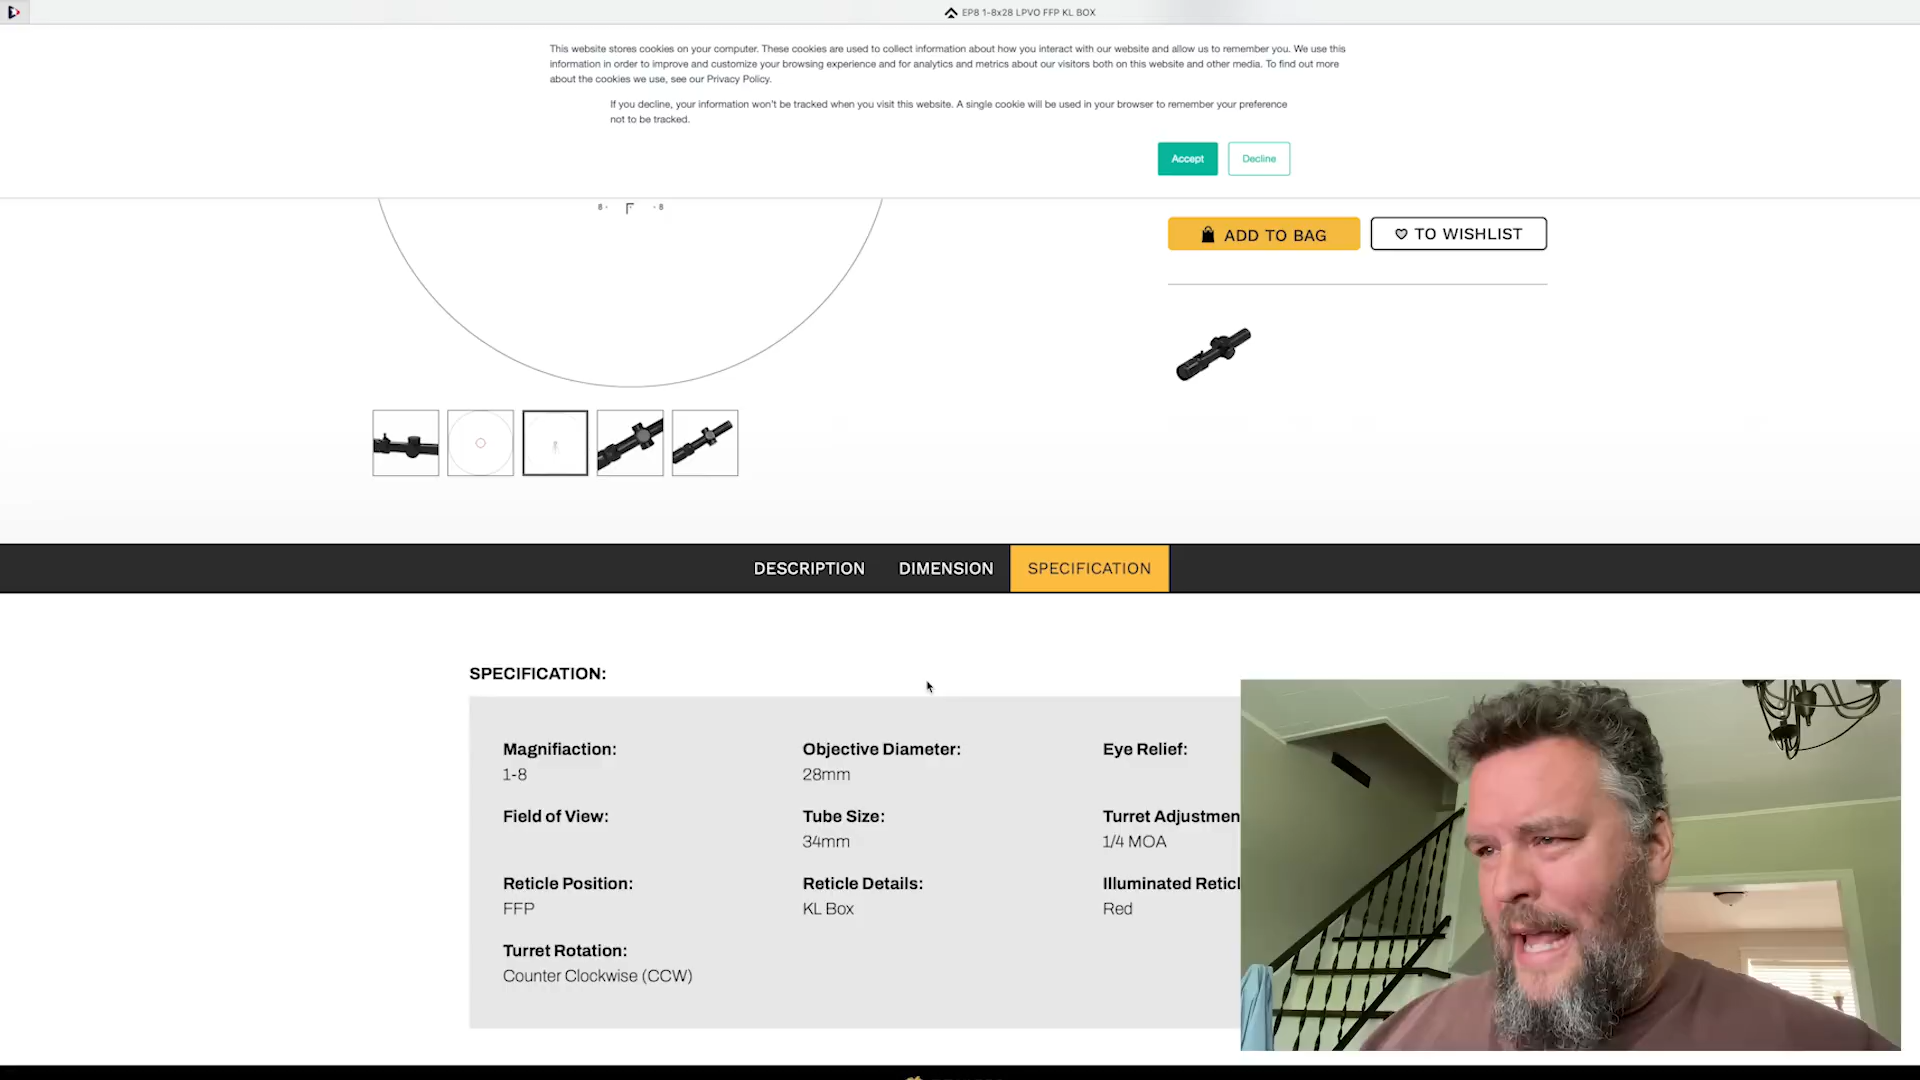 EP8 1-8x28 LPVO FFP KL BOX
This website stores cookies on your computer. These cookies are used to collect information about how you interact with our website and allow us to remember you. We use this
information in order to improve and customize your browsing experience and for analytics and metrics about our visitors both on this website and other media. To find out more
about the cookies we use, see our Privacy Policy.
If you decline, your information won't be tracked when you visit this website. A single cookie will be used in your browser to remember your preference
not to be tracked.
Accept
Decline
8 · · 8
ADD TO BAG
TO WISHLIST
DESCRIPTION
DIMENSION
SPECIFICATION
SPECIFICATION:
Magnifiaction:
1-8
Objective Diameter:
28mm
Eye Relief:
Field of View:
Tube Size:
34mm
Turret Adjustmen
1/4 MOA
Reticle Position:
FFP
Reticle Details:
KL Box
Illuminated Reticl
Red
Turret Rotation:
Counter Clockwise (CCW)